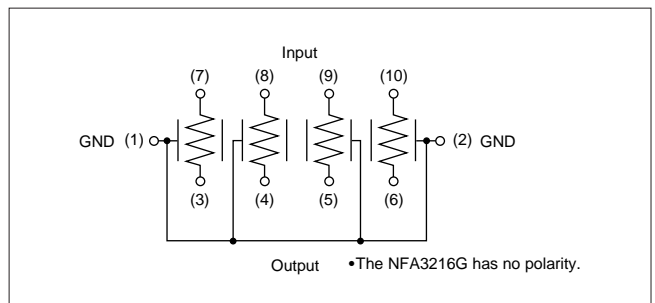 Input
(7) (8) (9) (10)
GND (1) (2) GND
(3) (4) (5) (6)
Output •The NFA3216G has no polarity.